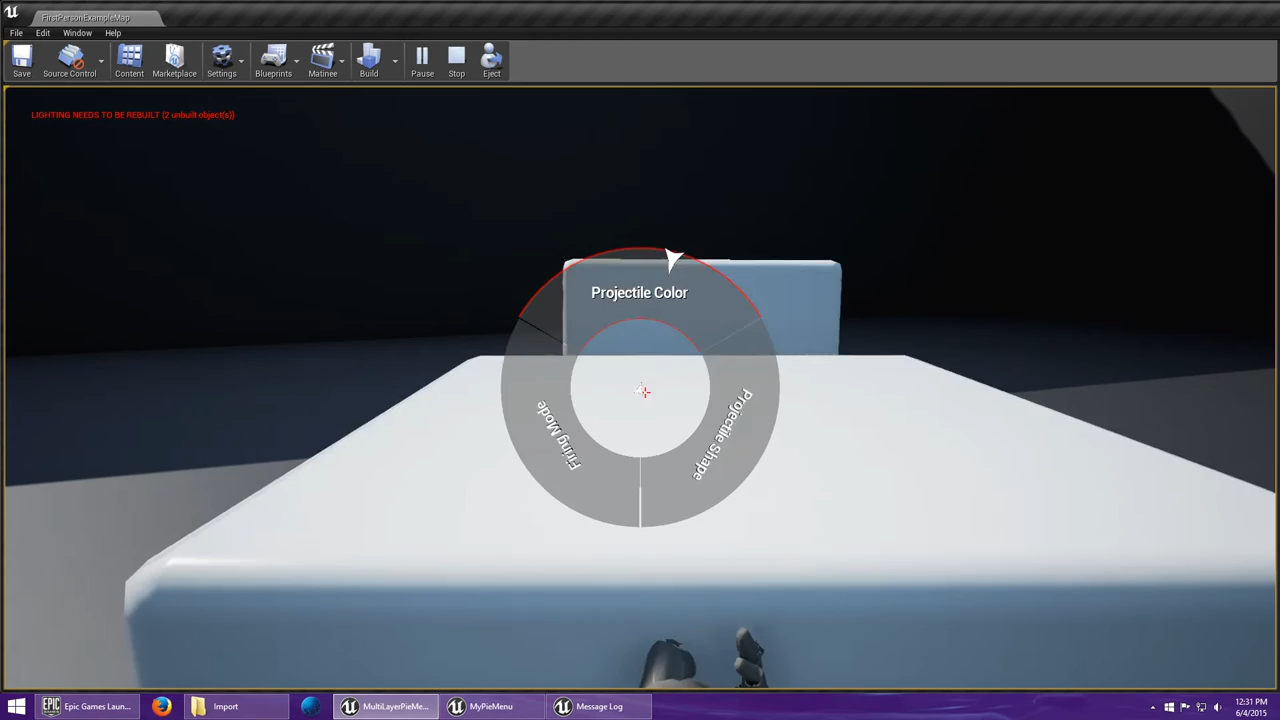 FirstPersonExampleMap
File Edit Window Help
Save Source Control Content Marketplace Settings Blueprints Matinee Build Pause Stop Eject
LIGHTING NEEDS TO BE REBUILT (2 unbuilt object(s))
Projectile Color
Firing Mode
Projectile Shape
EPIC Epic Games Laun... Import MultiLayerPieMe... MyPieMenu Message Log
12:31 PM
6/4/2015